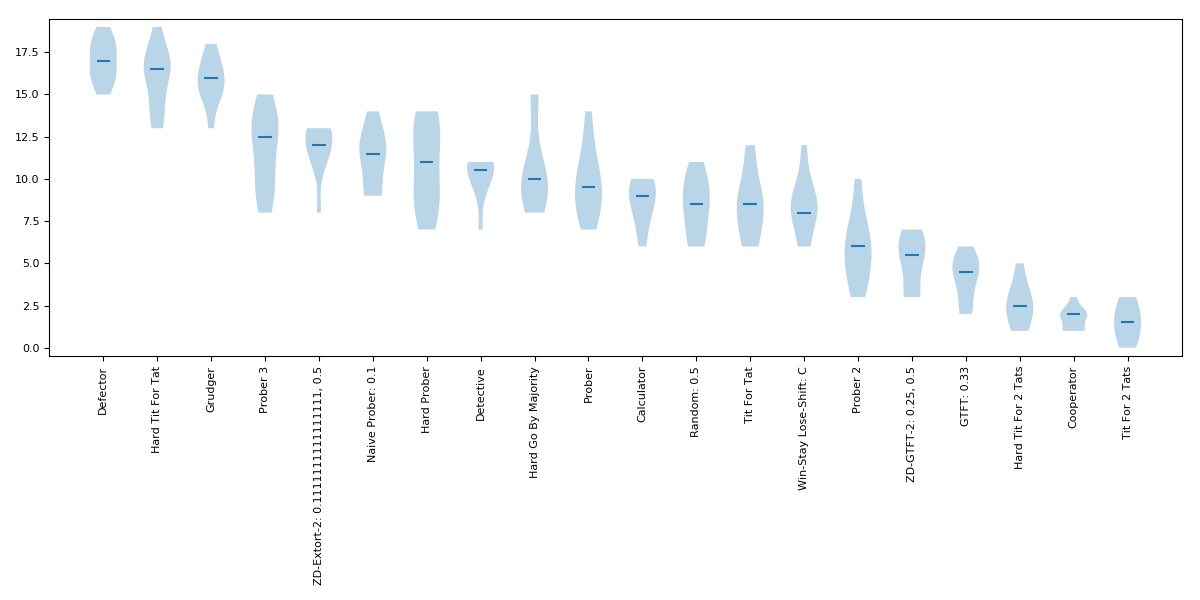 17.5
15.0
12.5
10.0
7.5
5.0
2.5
0.0
Defector
Hard Tit For Tat
Grudger
Prober 3
ZD-Extort-2: 0.1111111111111111, 0.5
Naive Prober: 0.1
Hard Prober
Detective
Hard Go By Majority
Prober
Calculator
Random: 0.5
Tit For Tat
Win-Stay Lose-Shift: C
Prober 2
ZD-GTFT-2: 0.25, 0.5
GTFT: 0.33
Hard Tit For 2 Tats
Cooperator
Tit For 2 Tats